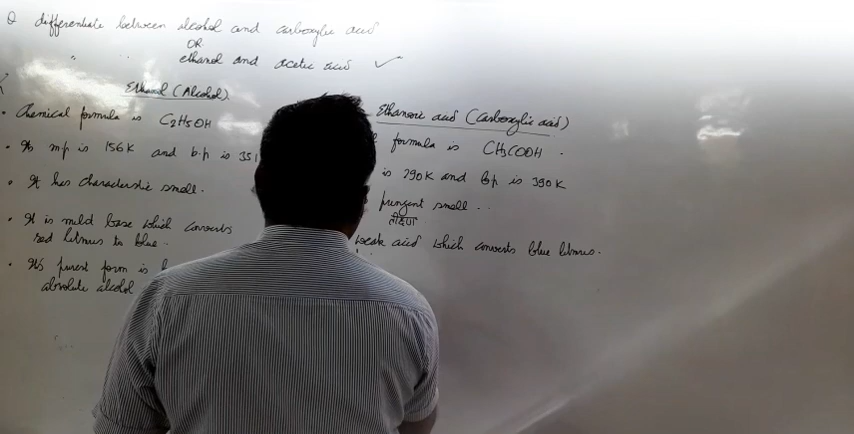 Q differentiate between alcohol and carboxylic acid
OR
" " ethanol and acetic acid ✓
Ethanol (Alcohol)
• Chemical formula is C2H5OH
• Its mp is 156K and b.p is 351
• It has characteristic smell.
• It is mild base which converts
red litmus to blue.
• Its purest form is
absolute alcohol
Ethanoic acid (Carboxylic acid)
formula is CH3COOH.
is 290K and bp is 390K
pungent smell..
तीक्ष्ण
weak acid which converts blue litmus.